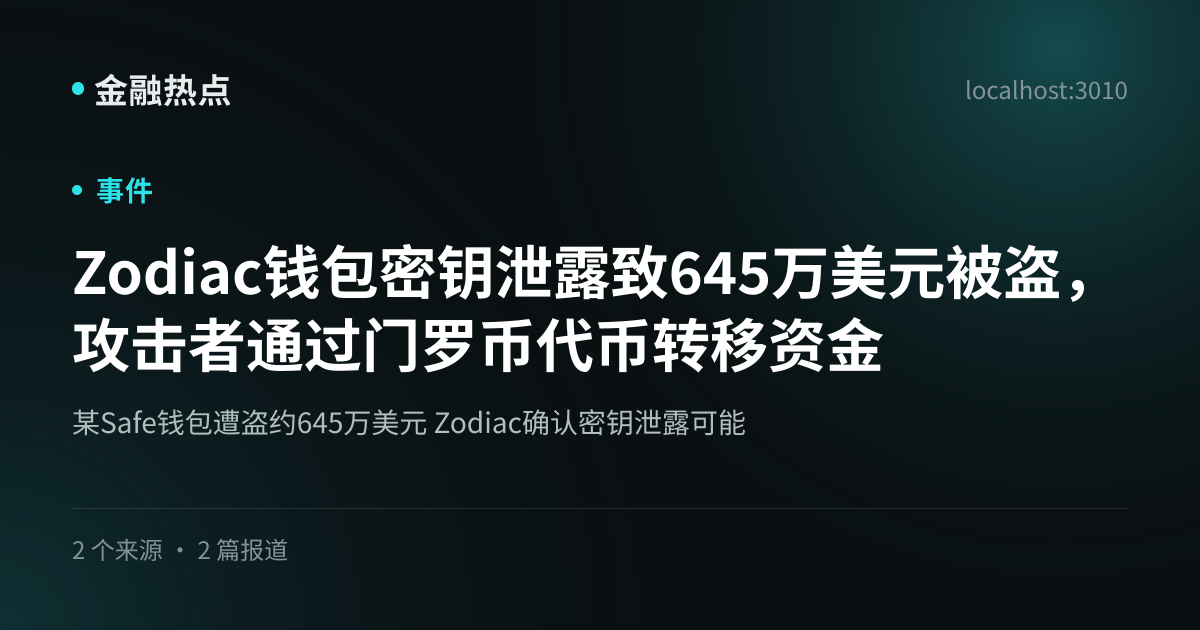 金融热点
localhost:3010
事件
Zodiac钱包密钥泄露致645万美元被盗，
攻击者通过门罗币代币转移资金
某Safe钱包遭盗约645万美元 Zodiac确认密钥泄露可能
2 个来源 · 2 篇报道